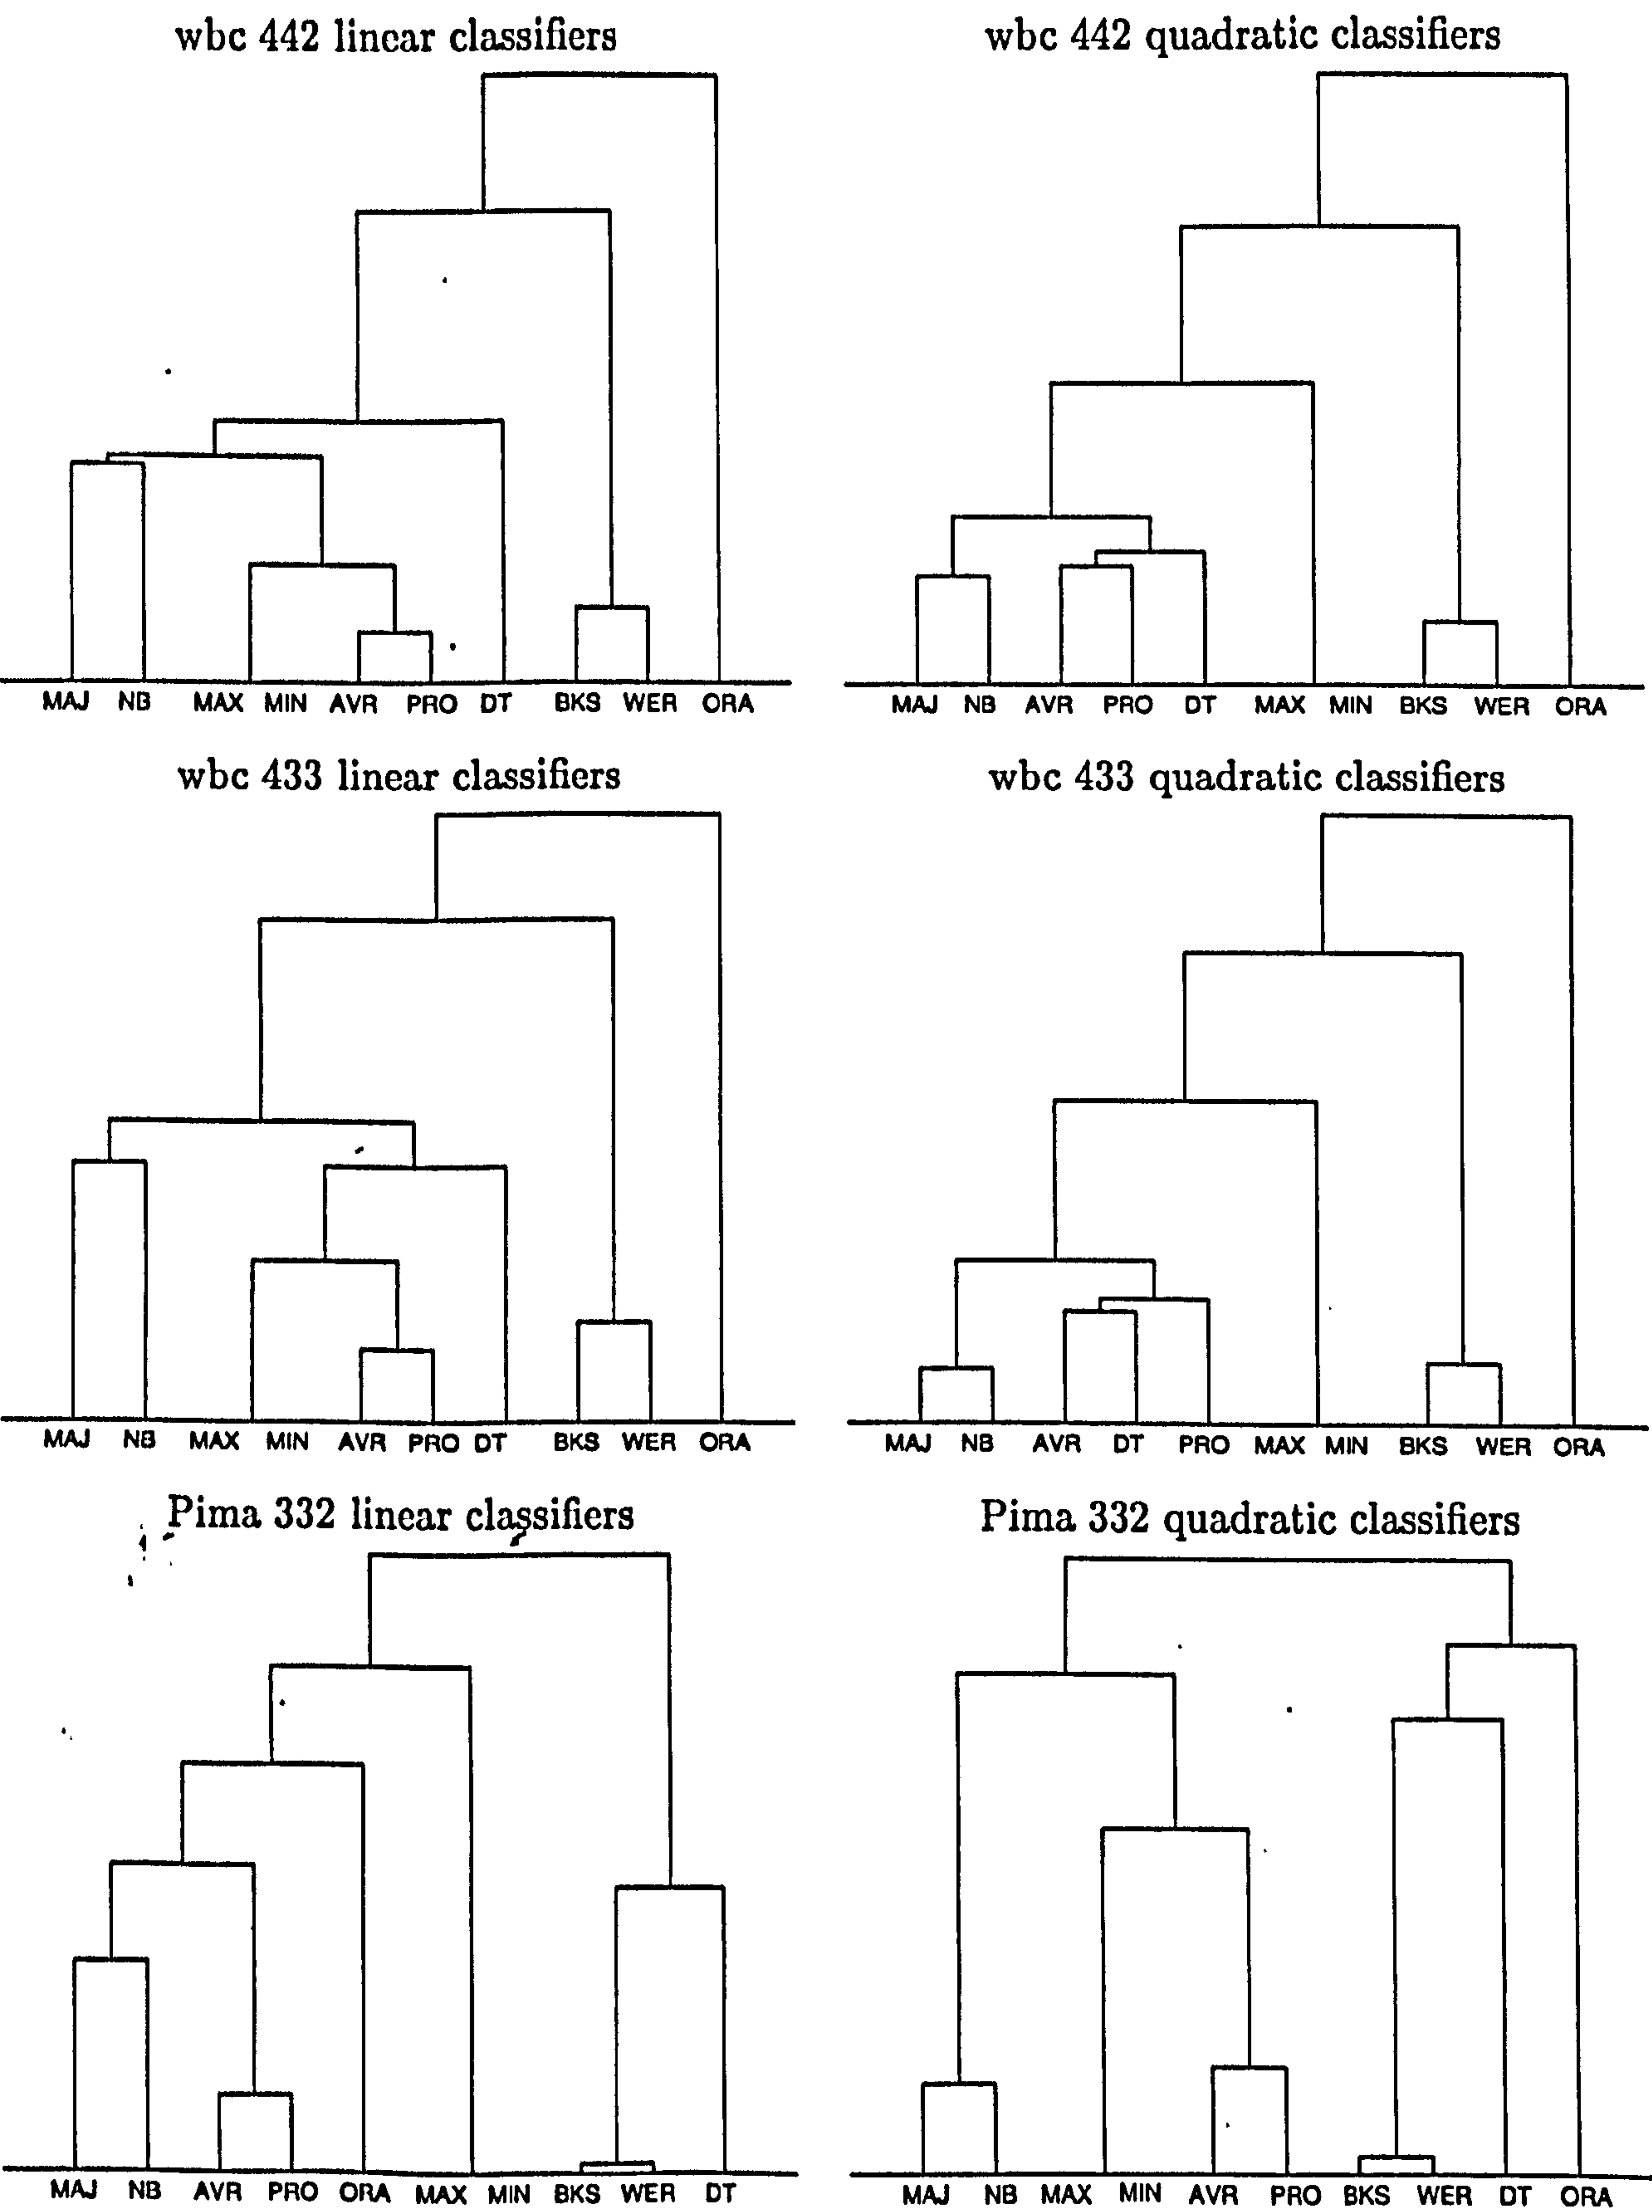 wbc 442 linear classifiers
wbc 442 quadratic classifiers
MAJ NB MAX MIN AVR PRO DT BKS WER ORA
MAJ NB AVR PRO DT MAX MIN BKS WER ORA
wbc 433 linear classifiers
wbc 433 quadratic classifiers
MAJ NB MAX MIN AVR PRO DT BKS WER ORA
MAJ NB AVR DT PRO MAX MIN BKS WER ORA
Pima 332 linear classifiers
Pima 332 quadratic classifiers
MAJ NB AVR PRO ORA MAX MIN BKS WER DT
MAJ NB MAX MIN AVR PRO BKS WER DT ORA